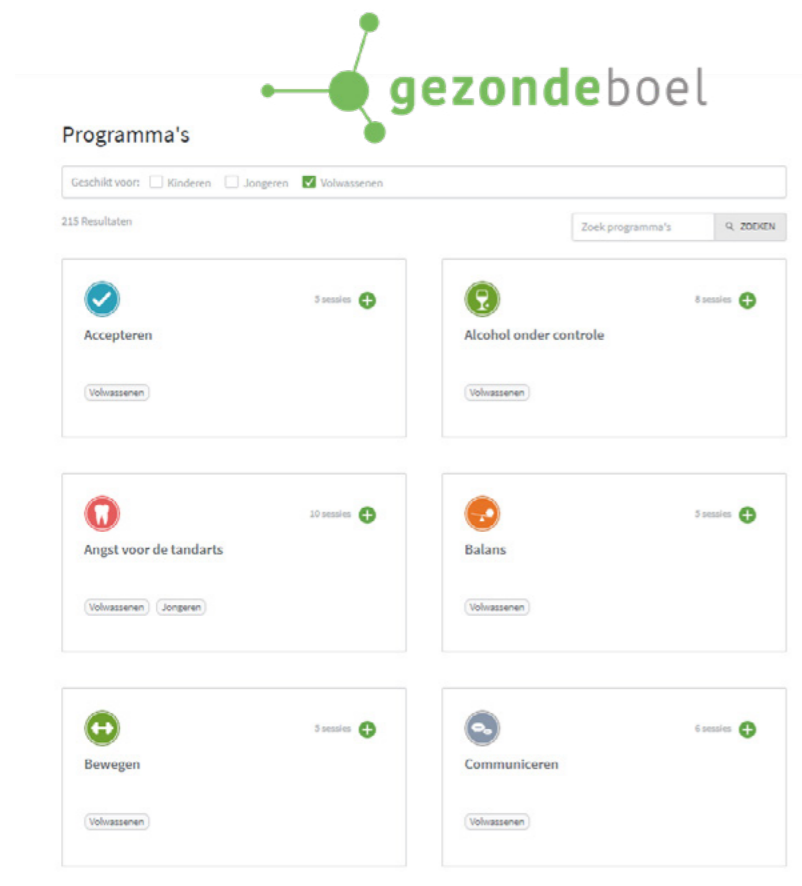 gezondeboel
Programma's
Geschikt voor: Kinderen Jongeren Volwassenen
215 Resultaten
Zoek programma's ZOEKEN
5 sessies
Accepteren
Volwassenen
8 sessies
Alcohol onder controle
Volwassenen
10 sessies
Angst voor de tandarts
Volwassenen Jongeren
5 sessies
Balans
Volwassenen
5 sessies
Bewegen
Volwassenen
6 sessies
Communiceren
Volwassenen